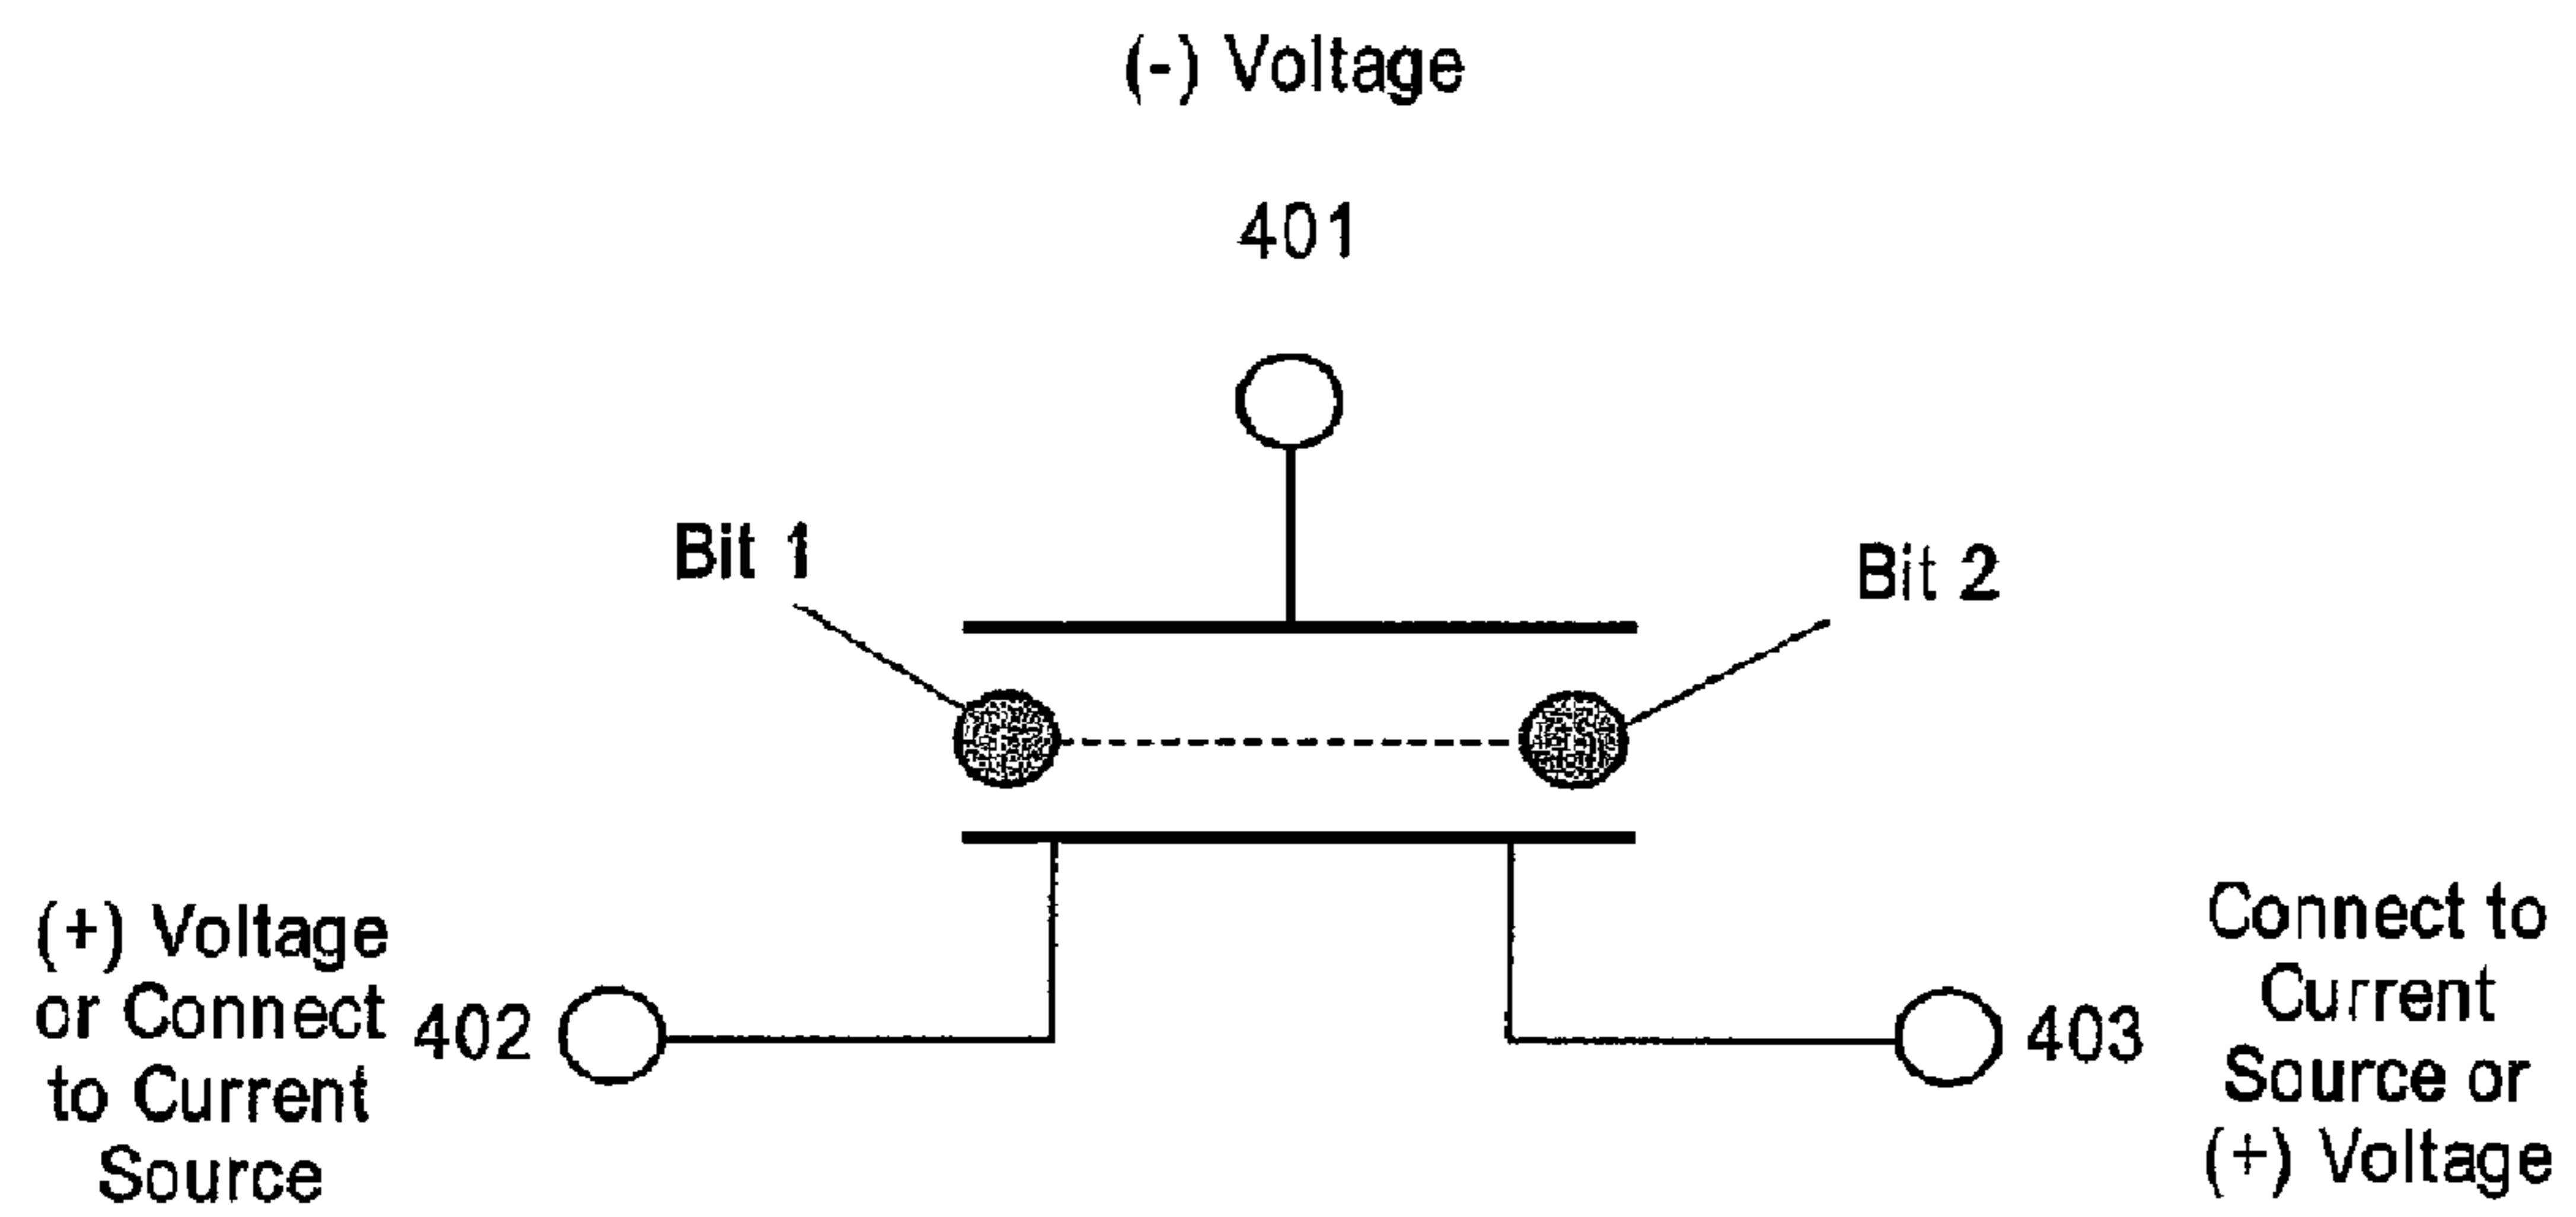 (-) Voltage
401
Bit 1
Bit 2
(+) Voltage
or Connect
to Current
Source
402
403
Connect to
Current
Source or
(+) Voltage